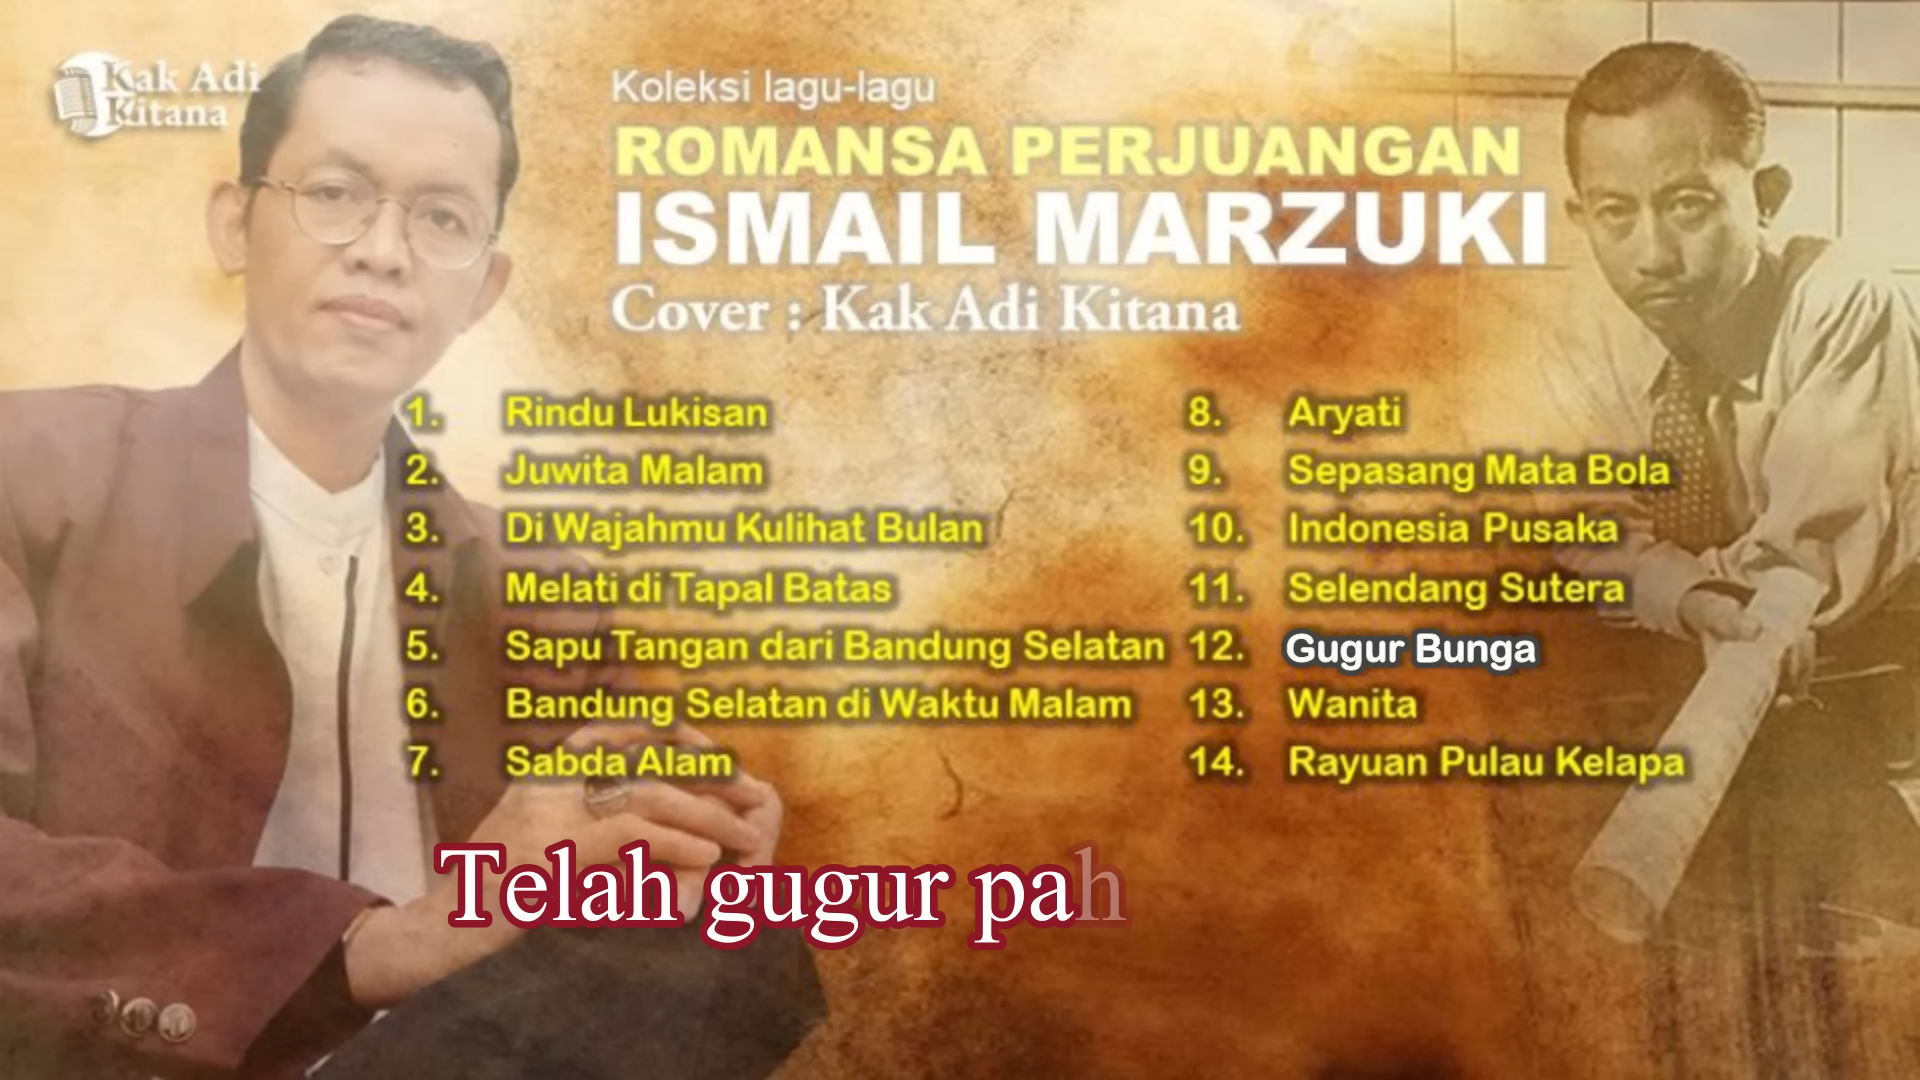 Kak Adi
Kitana
Koleksi lagu-lagu
ROMANSA PERJUANGAN
ISMAIL MARZUKI
Cover : Kak Adi Kitana
1. Rindu Lukisan
2. Juwita Malam
3. Di Wajahmu Kulihat Bulan
4. Melati di Tapal Batas
5. Sapu Tangan dari Bandung Selatan
6. Bandung Selatan di Waktu Malam
7. Sabda Alam
8. Aryati
9. Sepasang Mata Bola
10. Indonesia Pusaka
11. Selendang Sutera
12. Gugur Bunga
13. Wanita
14. Rayuan Pulau Kelapa
Telah gugur pah